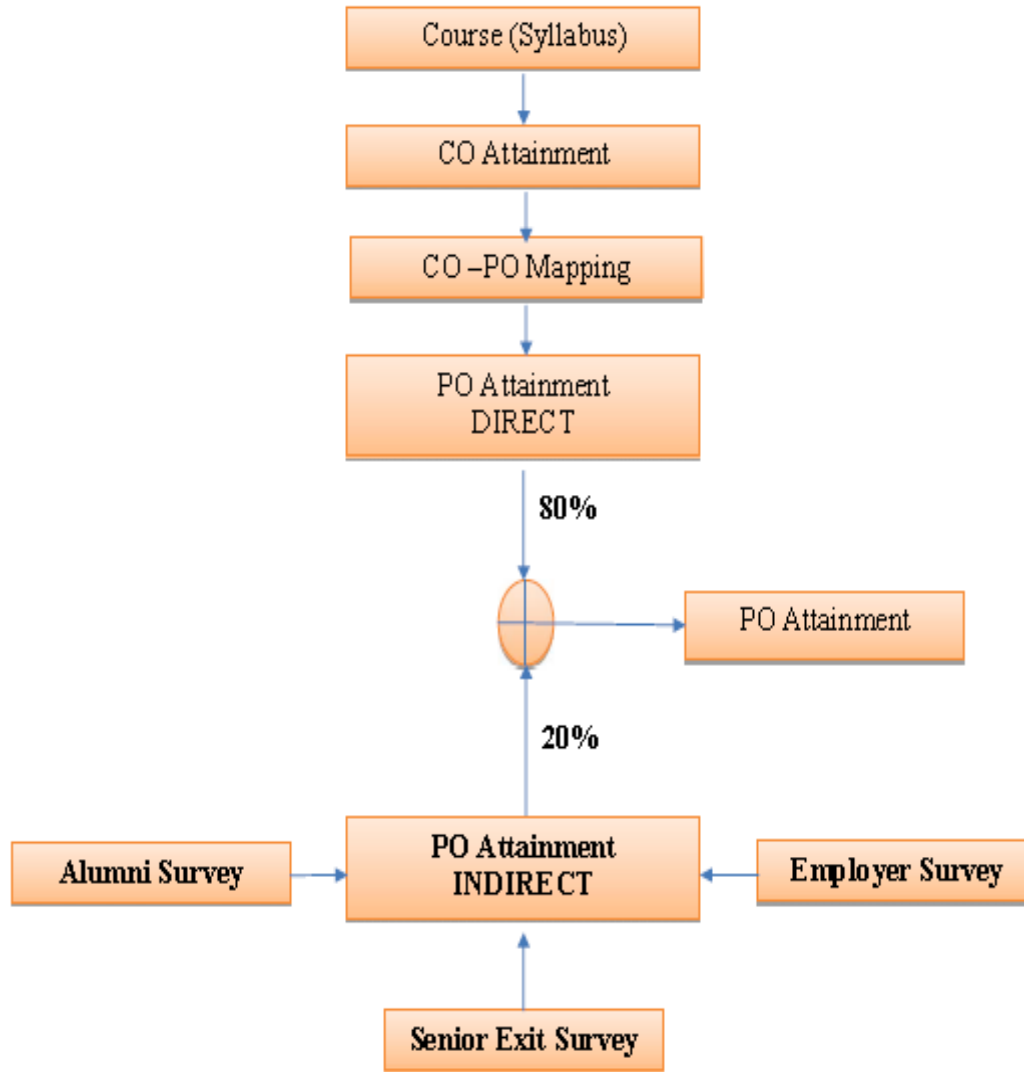 Course (Syllabus)
CO Attainment
CO –PO Mapping
PO Attainment
DIRECT
80%
PO Attainment
20%
PO Attainment
INDIRECT
Alumni Survey
Employer Survey
Senior Exit Survey